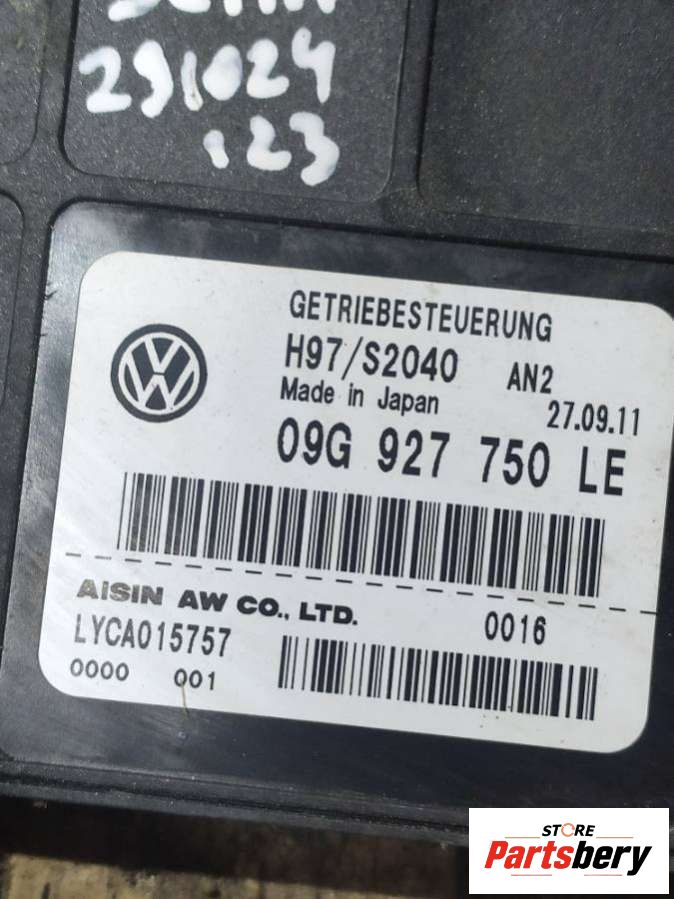 291024
123
GETRIEBESTEUERUNG
H97/S2040 AN2
Made in Japan 27.09.11
09G 927 750 LE
AISIN AW CO., LTD. 0016
LYCA015757
0000 001
STORE
Partsbery